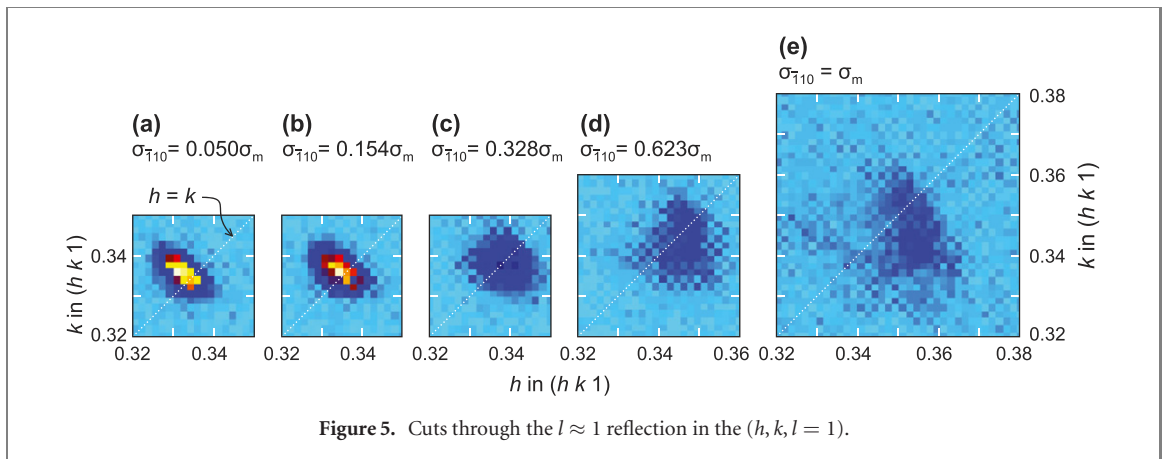 (a) (b) (c) (d) (e)
σ1̄10= 0.050σm σ1̄10= 0.154σm σ1̄10= 0.328σm σ1̄10= 0.623σm σ1̄10 = σm
h = k
k in (h k 1)
0.34
0.32
0.32 0.34 0.32 0.34 0.32 0.34 0.32 0.34 0.36 0.32 0.34 0.36 0.38
0.38
0.36
0.34
0.32
k in (h k 1)
h in (h k 1)
Figure 5. Cuts through the l ≈ 1 reflection in the (h, k, l = 1).